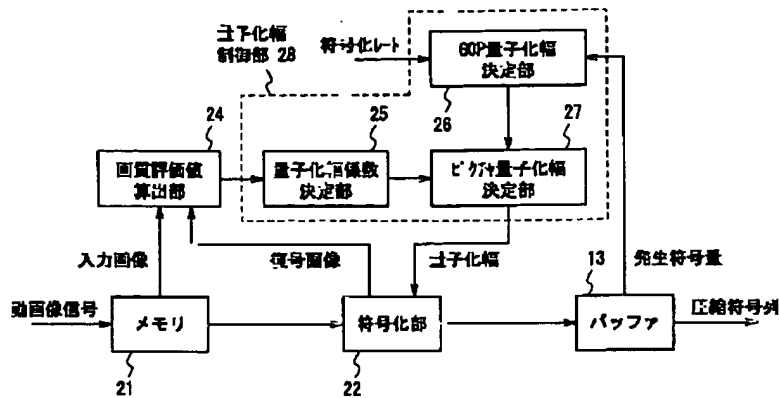 量子化幅
制御部 28
符号化レート
GOP量子化幅
決定部
26
24
画質評価値
算出部
25
量子化幅係数
決定部
27
ピクチャ量子化幅
決定部
入力画像
復号画像
量子化幅
13
発生符号量
動画像信号
メモリ
21
符号化部
22
バッファ
圧縮符号列